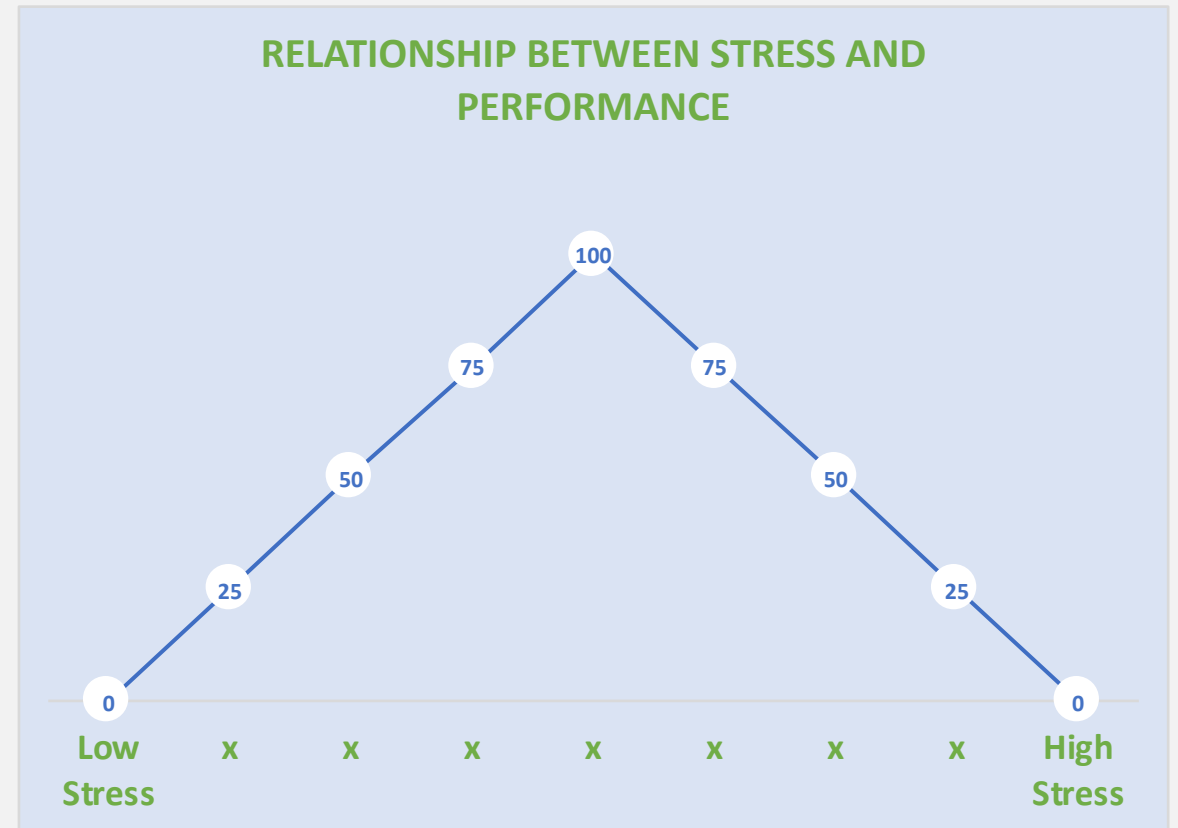 RELATIONSHIP BETWEEN STRESS AND
PERFORMANCE
100
75
75
50
50
25
25
0
0
Low x x x x x x x High
Stress Stress